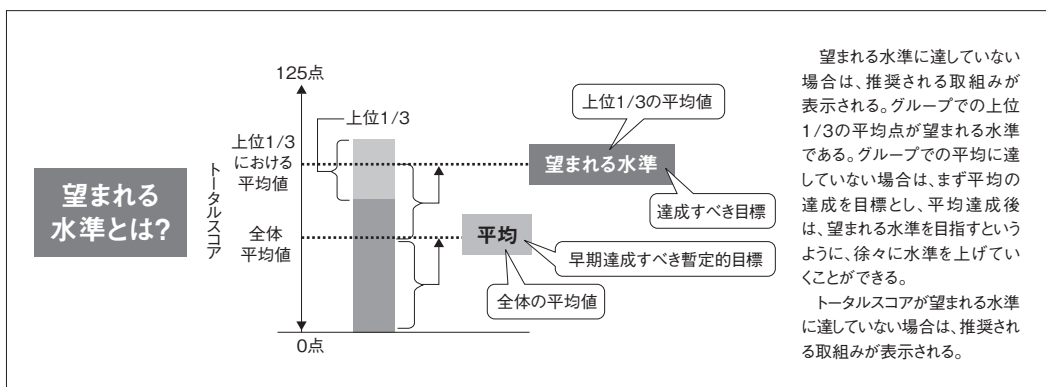 望まれる
水準とは?
トータルスコア
125点
上位1/3
上位1/3
における
平均値
全体
平均値
0点
上位1/3の平均値
望まれる水準
達成すべき目標
平均
早期達成すべき暫定的目標
全体の平均値
望まれる水準に達していない
場合は、推奨される取組みが
表示される。グループでの上位
1/3の平均点が望まれる水準
である。グループでの平均に達
していない場合は、まず平均の
達成を目標とし、平均達成後
は、望まれる水準を目指すとい
うように、徐々に水準を上げてい
くことができる。
トータルスコアが望まれる水準
に達していない場合は、推奨され
る取組みが表示される。